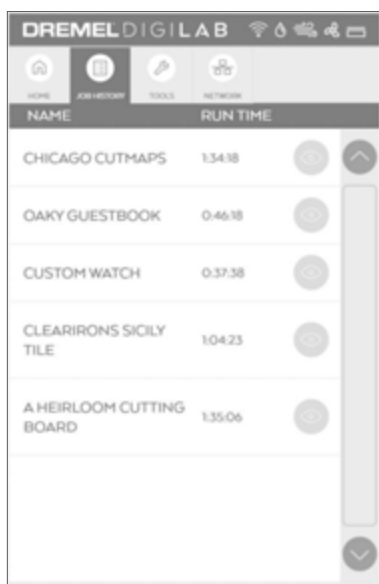 DREMEL DIGILAB
HOME JOB HISTORY TOOLS NETWORK
NAME RUN TIME
CHICAGO CUTMAPS 1:34:18
OAKY GUESTBOOK 0:46:18
CUSTOM WATCH 0:37:38
CLEARIRONS SICILY
TILE 1:04:23
A HEIRLOOM CUTTING
BOARD 1:35:06